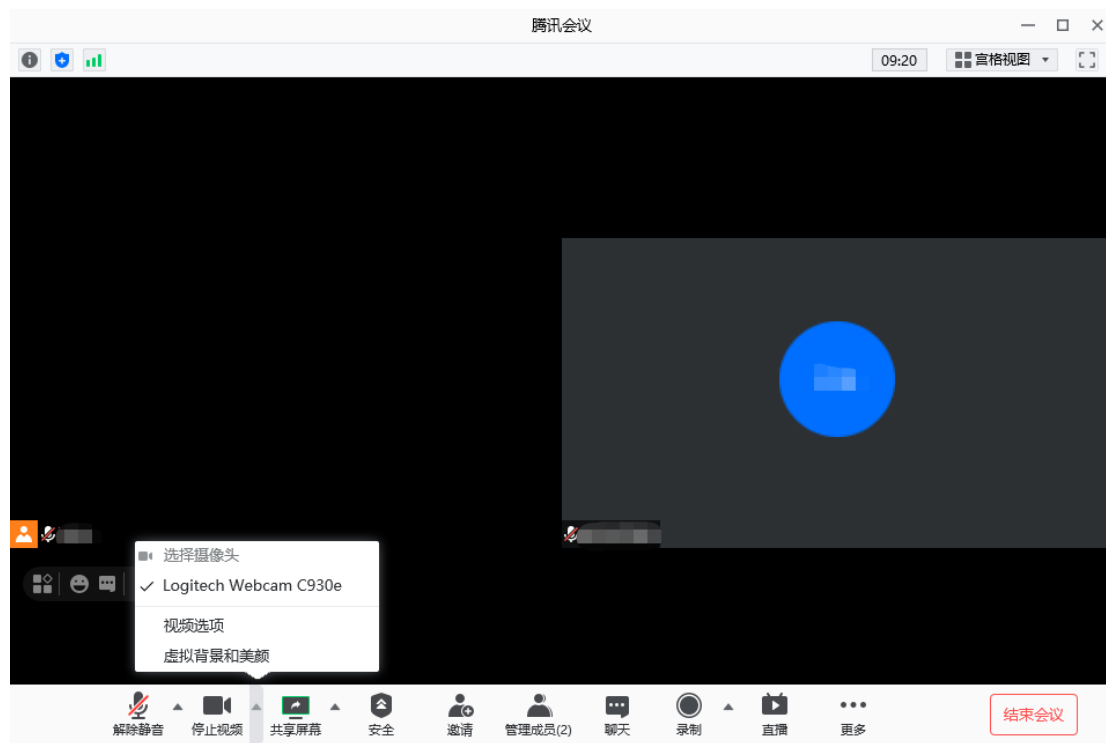 腾讯会议
09:20 宫格视图
选择摄像头
Logitech Webcam C930e
视频选项
虚拟背景和美颜
解除静音 停止视频 共享屏幕 安全 邀请 管理成员(2) 聊天 录制 直播 更多 结束会议